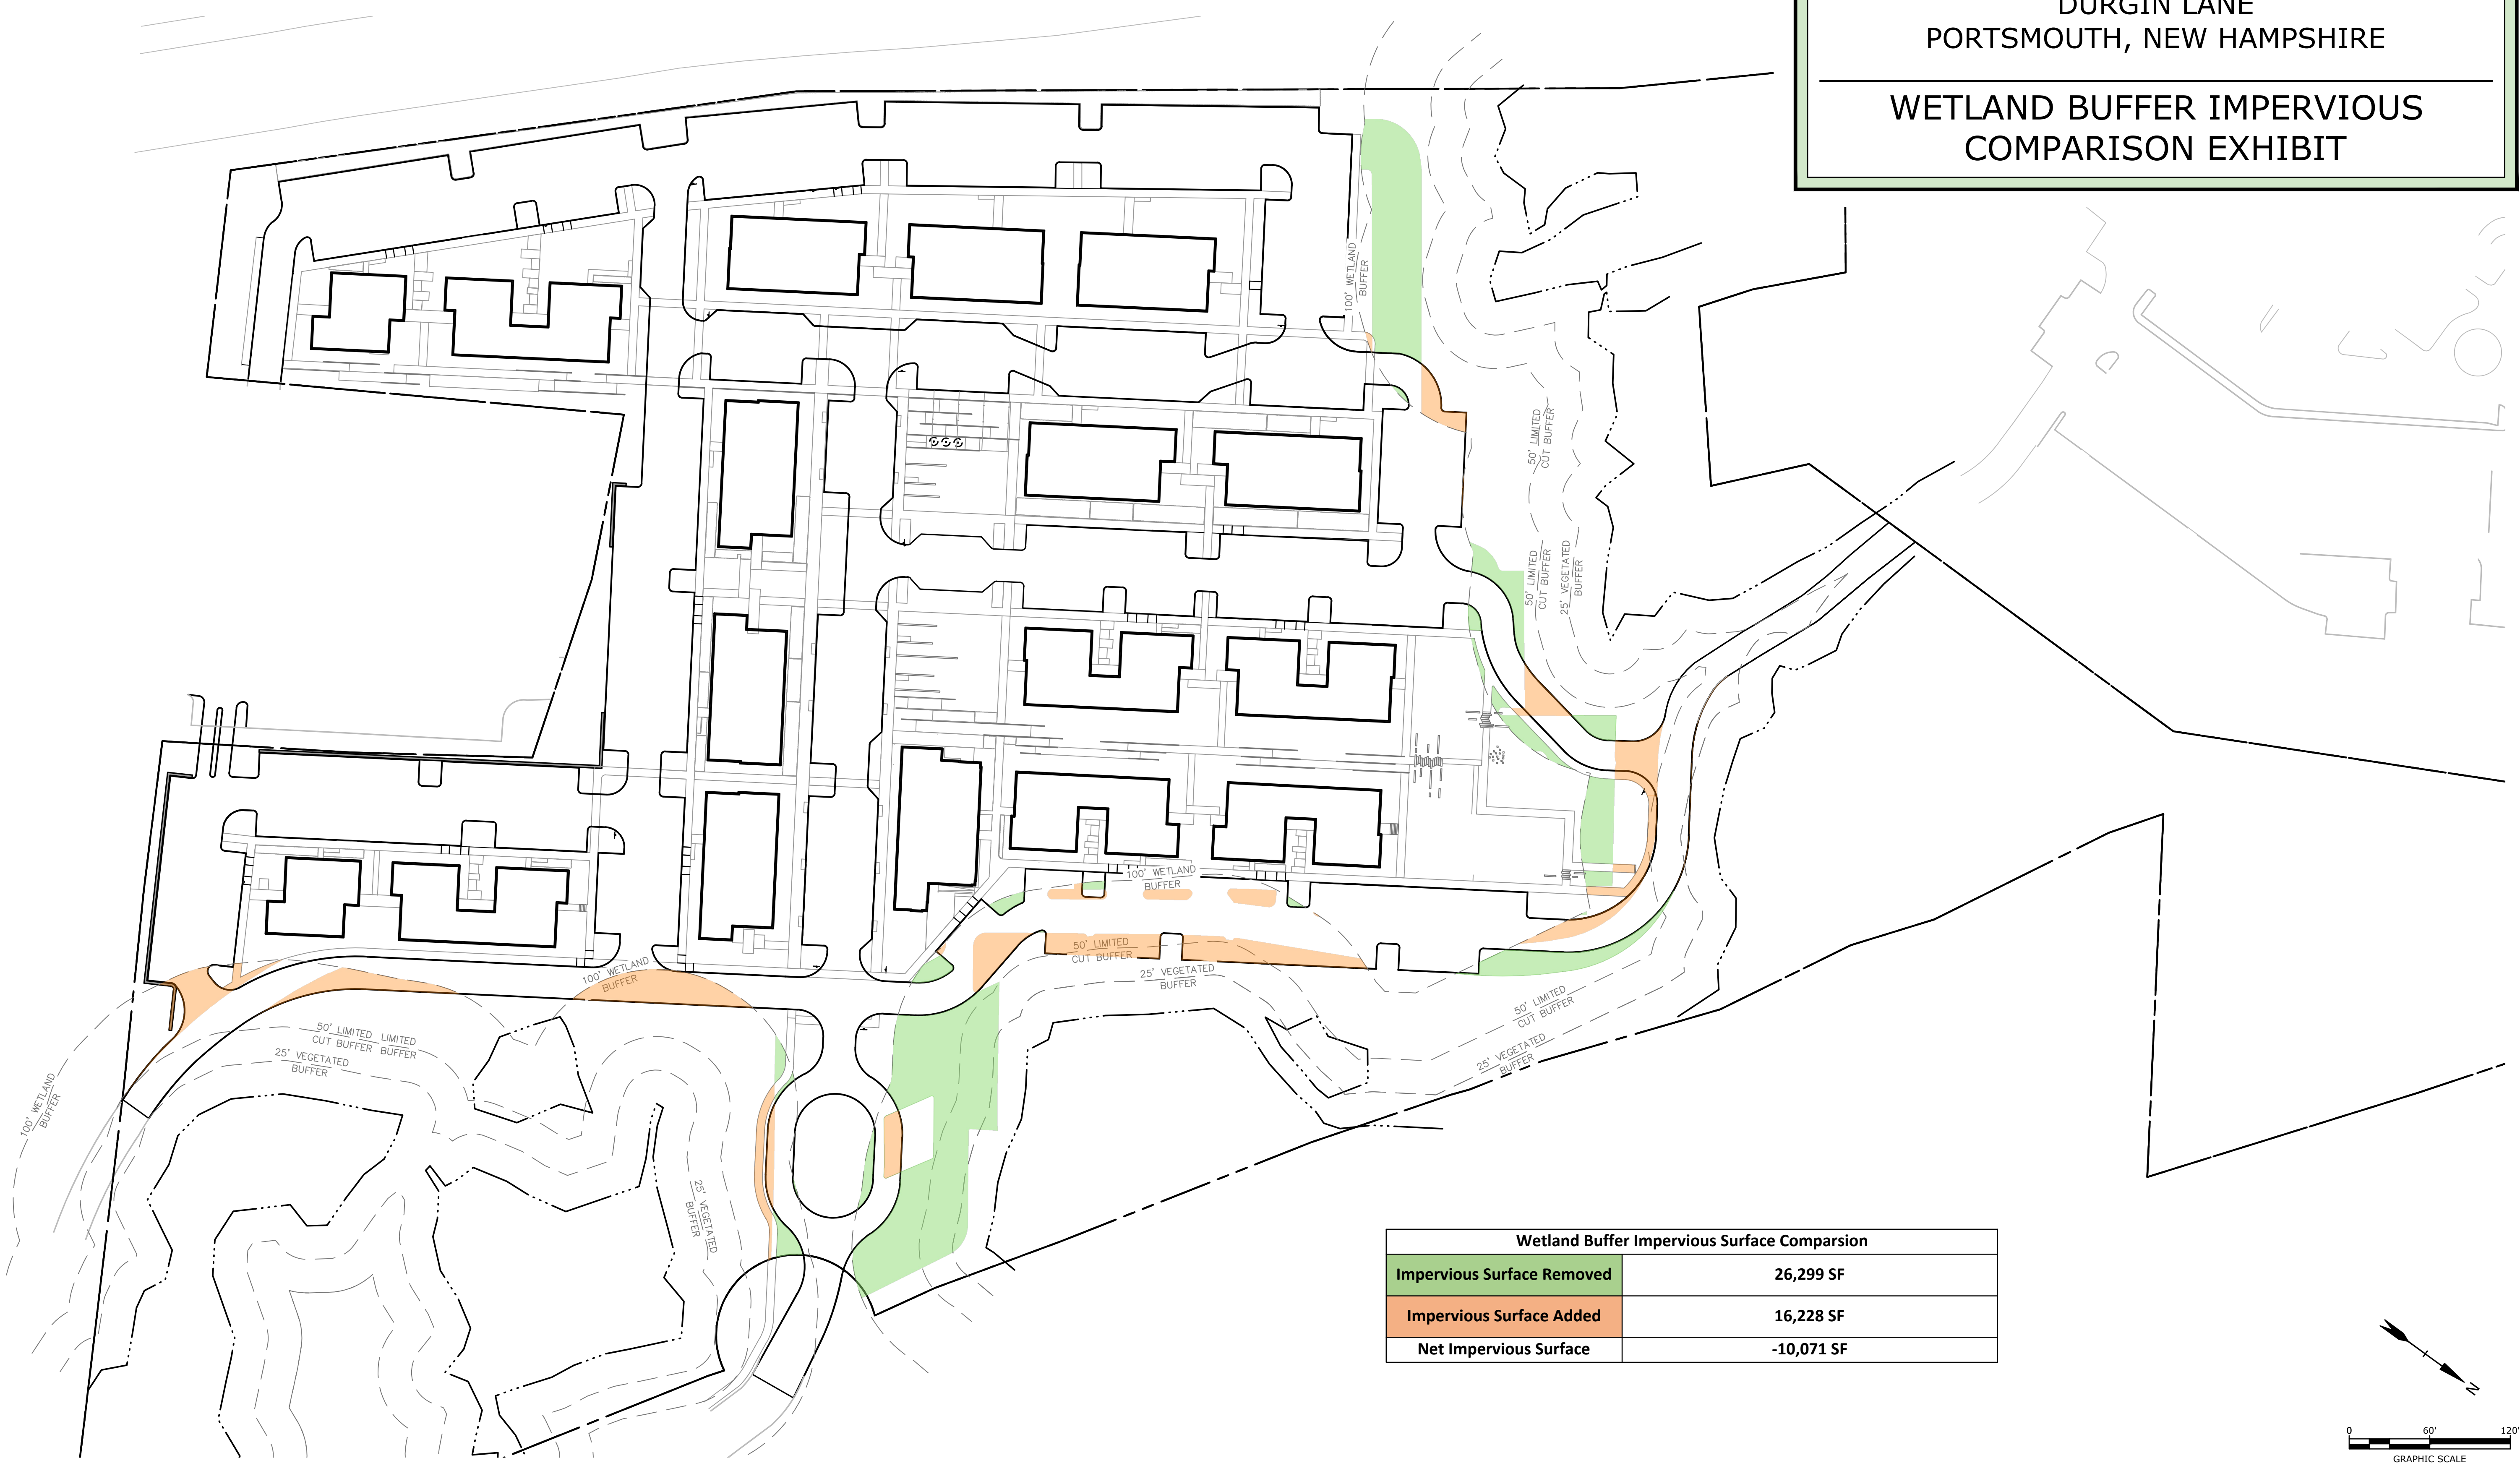 DURGIN LANE
PORTSMOUTH, NEW HAMPSHIRE
WETLAND BUFFER IMPERVIOUS
COMPARISON EXHIBIT
100' WETLAND
BUFFER
50' LIMITED
CUT BUFFER
50' LIMITED
CUT BUFFER
25' VEGETATED
BUFFER
100' WETLAND
BUFFER
50' LIMITED
CUT BUFFER
25' VEGETATED
BUFFER
100' WETLAND
BUFFER
50' LIMITED
CUT BUFFER
25' VEGETATED
BUFFER
50' LIMITED LIMITED
CUT BUFFER BUFFER
25' VEGETATED
BUFFER
100' WETLAND
BUFFER
25' VEGETATED
BUFFER
Wetland Buffer Impervious Surface Comparsion
Impervious Surface Removed 26,299 SF
Impervious Surface Added 16,228 SF
Net Impervious Surface -10,071 SF
N
0 60' 120'
GRAPHIC SCALE